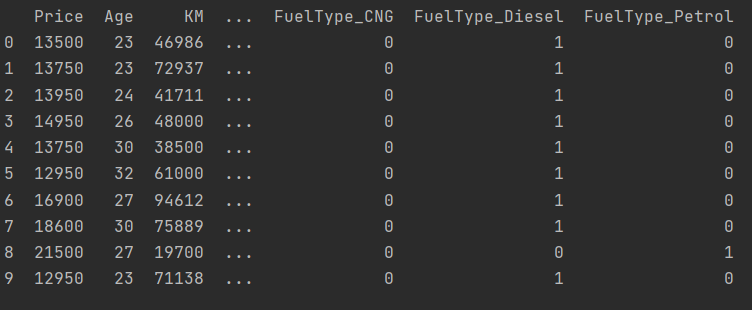 Price Age KM ... FuelType_CNG FuelType_Diesel FuelType_Petrol
0 13500 23 46986 ... 0 1 0
1 13750 23 72937 ... 0 1 0
2 13950 24 41711 ... 0 1 0
3 14950 26 48000 ... 0 1 0
4 13750 30 38500 ... 0 1 0
5 12950 32 61000 ... 0 1 0
6 16900 27 94612 ... 0 1 0
7 18600 30 75889 ... 0 1 0
8 21500 27 19700 ... 0 0 1
9 12950 23 71138 ... 0 1 0